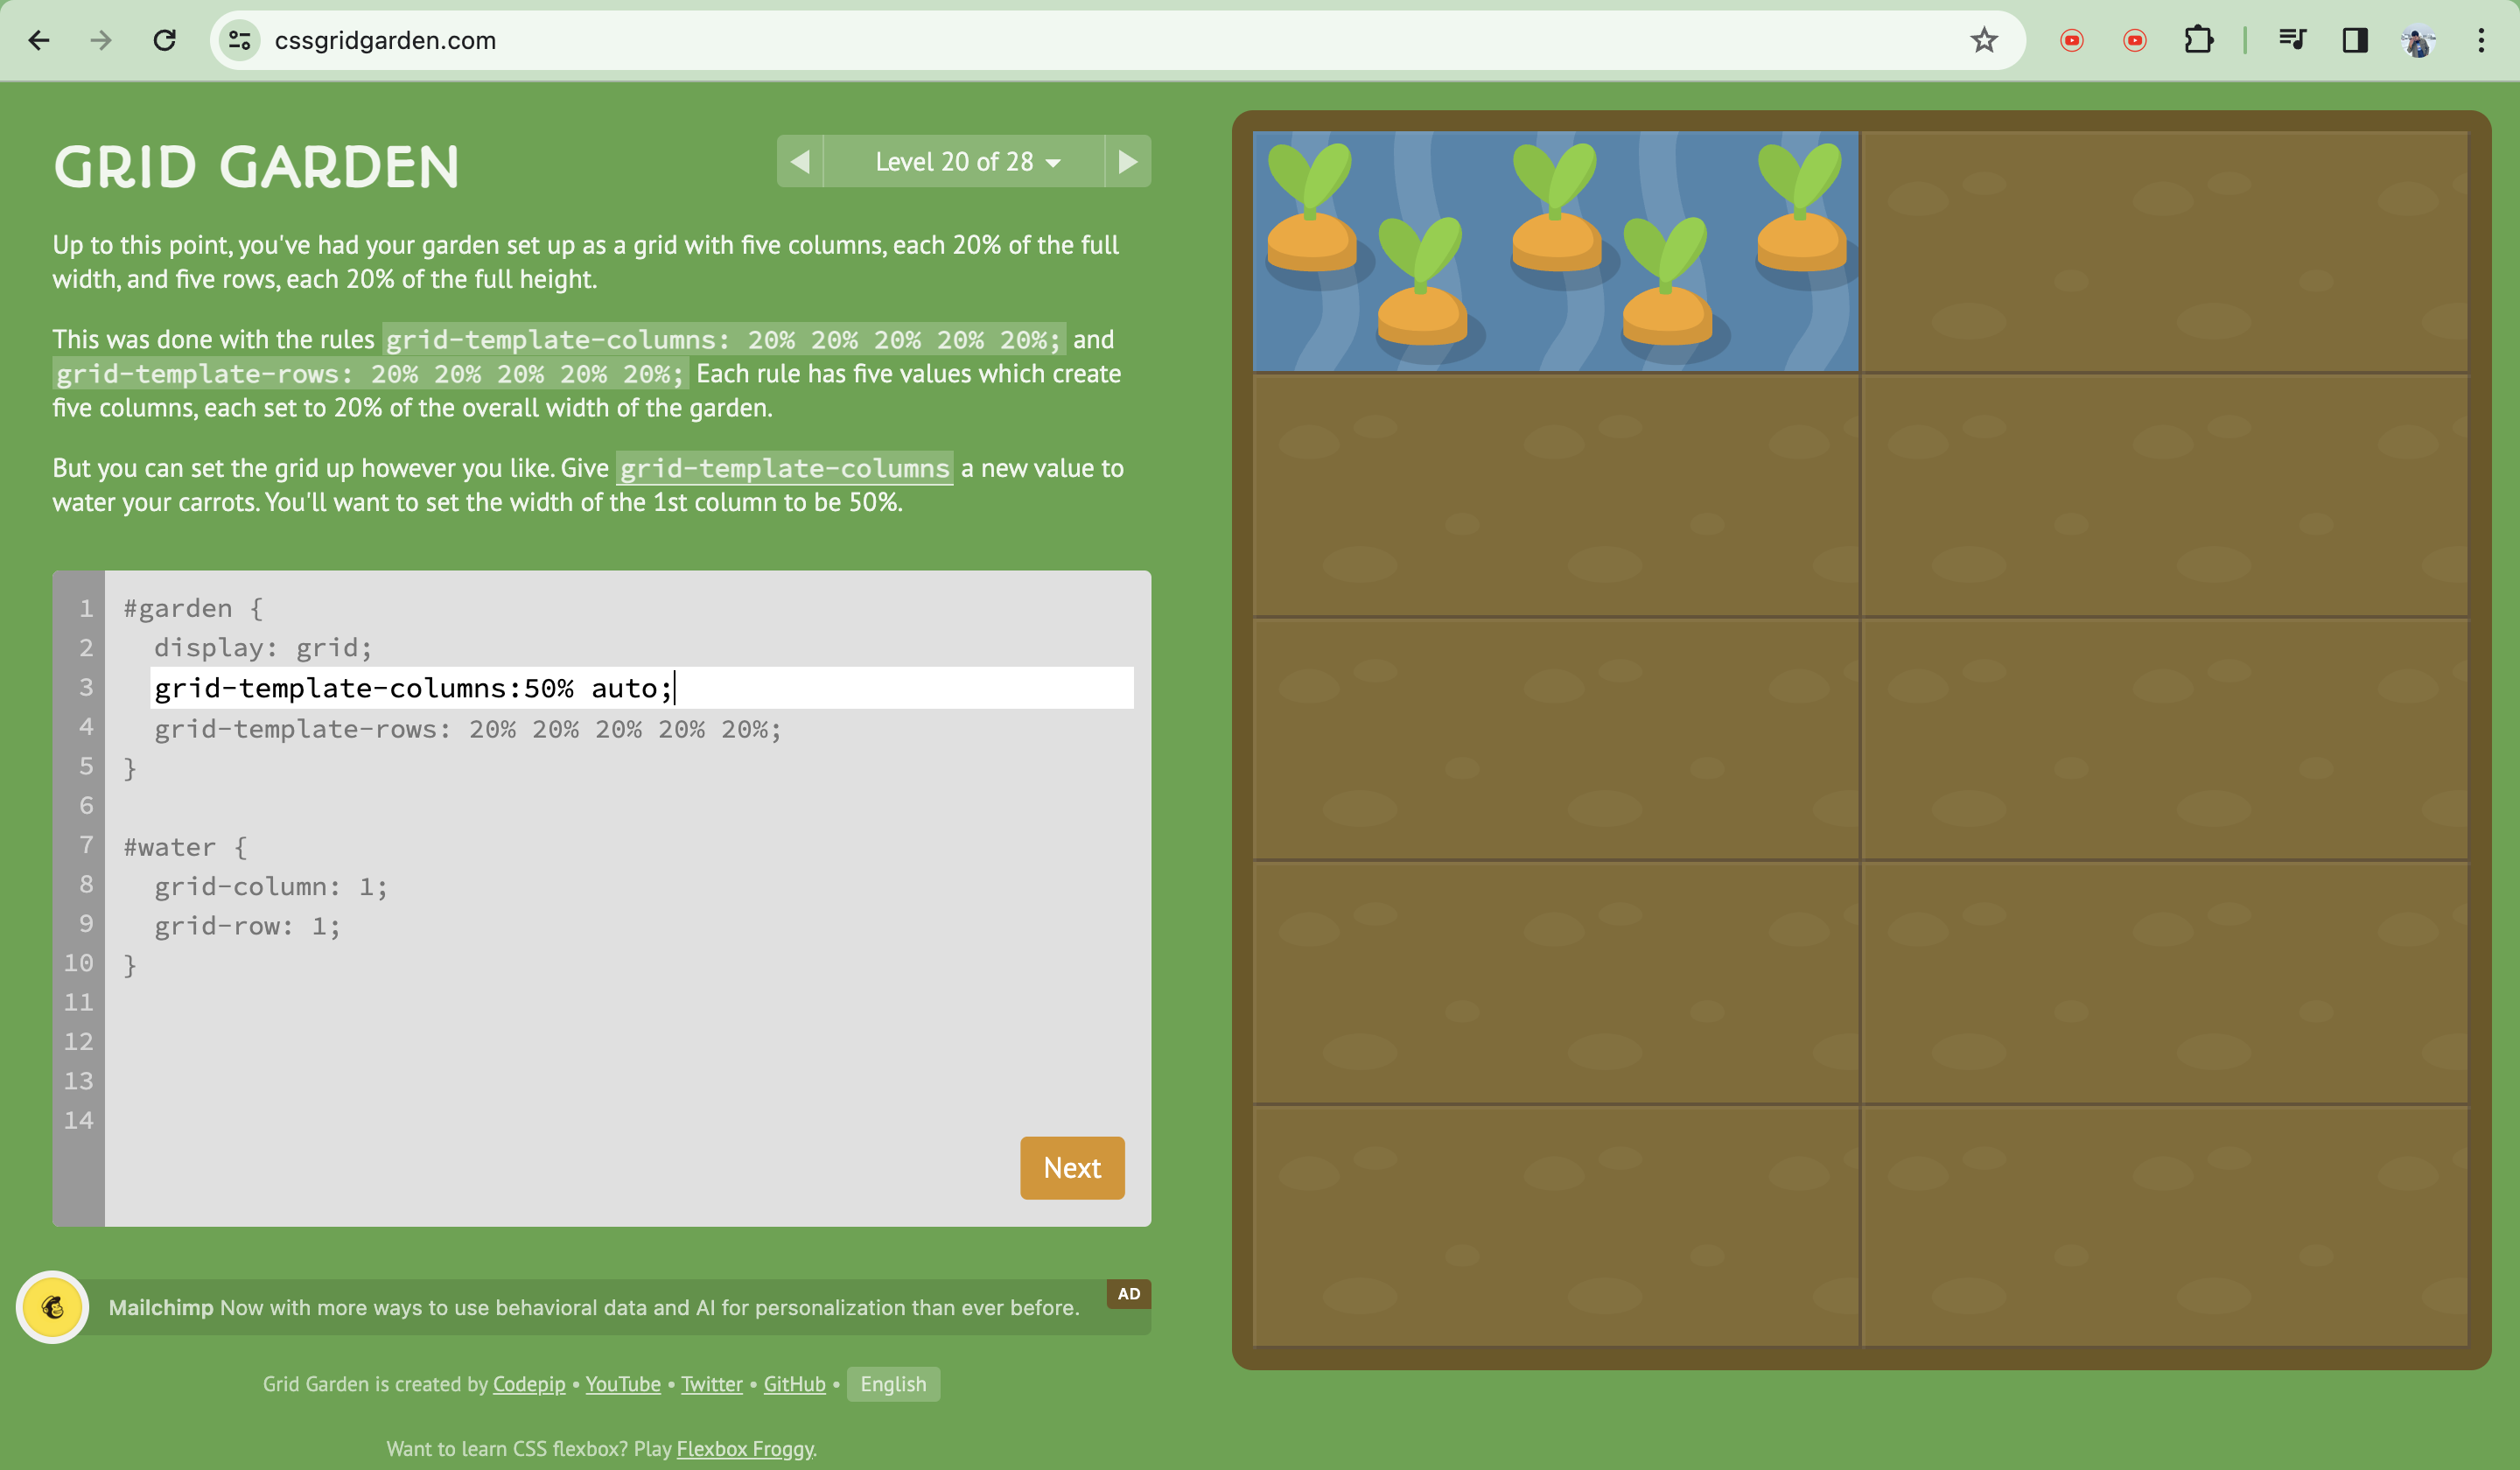 cssgridgarden.com
GRID GARDEN
Level 20 of 28
Up to this point, you've had your garden set up as a grid with five columns, each 20% of the full
width, and five rows, each 20% of the full height.
This was done with the rules grid-template-columns: 20% 20% 20% 20% 20%; and
grid-template-rows: 20% 20% 20% 20% 20%; Each rule has five values which create
five columns, each set to 20% of the overall width of the garden.
But you can set the grid up however you like. Give grid-template-columns a new value to
water your carrots. You'll want to set the width of the 1st column to be 50%.
1 #garden {
2 display: grid;
3 grid-template-columns:50% auto;
4 grid-template-rows: 20% 20% 20% 20% 20%;
5 }
6
7 #water {
8 grid-column: 1;
9 grid-row: 1;
10 }
11
12
13
14
Next
AD
Mailchimp Now with more ways to use behavioral data and AI for personalization than ever before.
Grid Garden is created by Codepip • YouTube • Twitter • GitHub • English
Want to learn CSS flexbox? Play Flexbox Froggy.